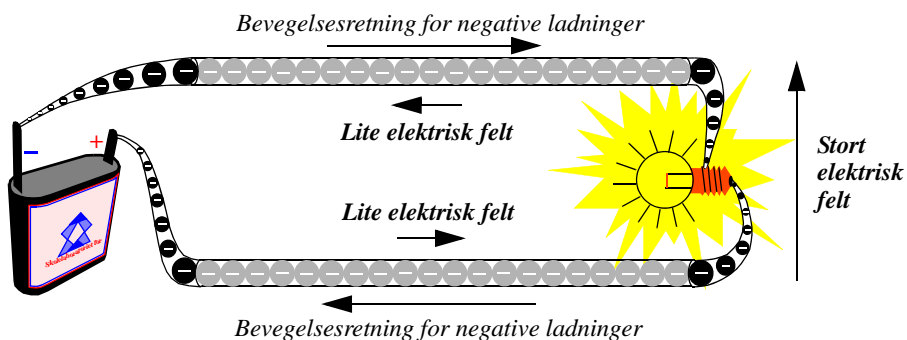 Bevegelsesretning for negative ladninger
Lite elektrisk felt
Stort
elektrisk
felt
Lite elektrisk felt
Bevegelsesretning for negative ladninger